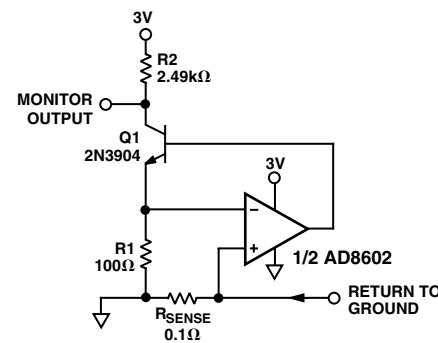 3V
R2
2.49kΩ
MONITOR
OUTPUT
Q1
2N3904
3V
−
+
1/2 AD8602
R1
100Ω
RSENSE
0.1Ω
RETURN TO
GROUND